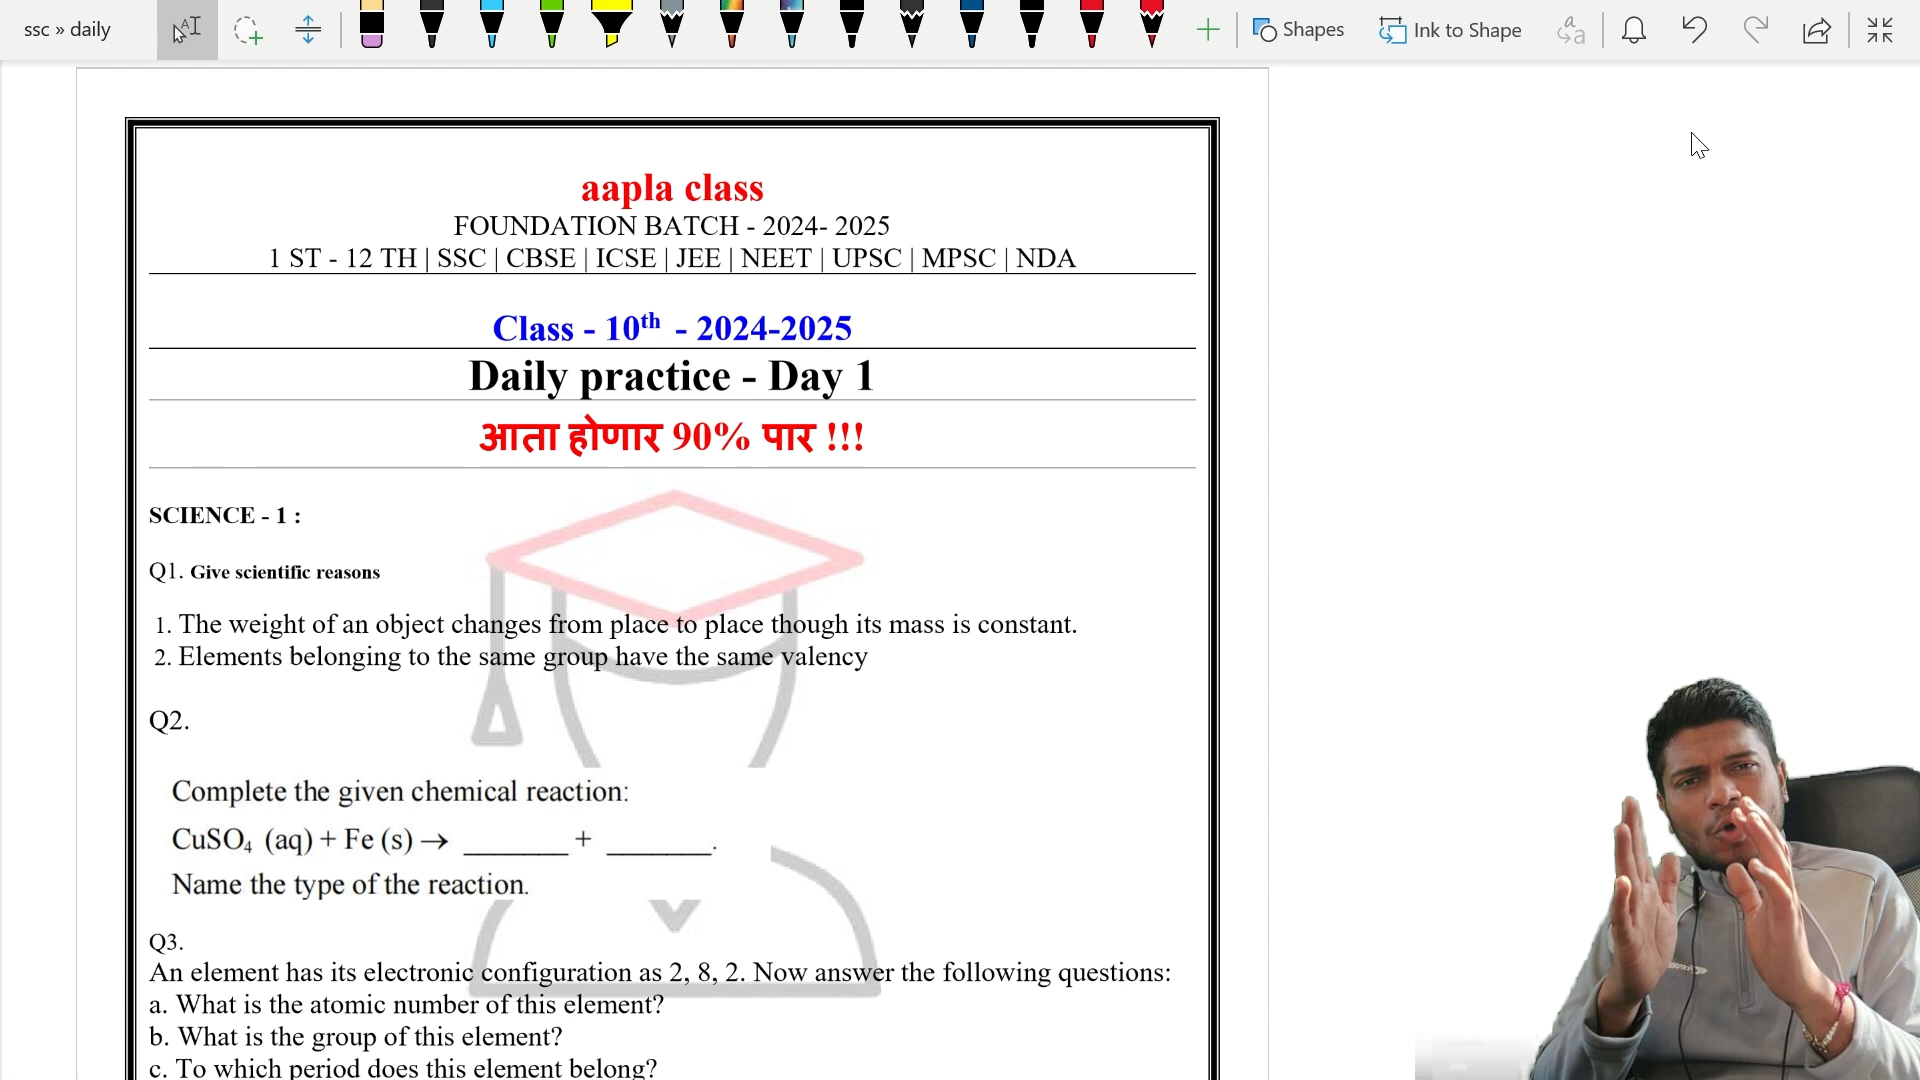 ssc » daily
Shapes
Ink to Shape
aapla class
FOUNDATION BATCH - 2024- 2025
1 ST - 12 TH | SSC | CBSE | ICSE | JEE | NEET | UPSC | MPSC | NDA
Class - 10th - 2024-2025
Daily practice - Day 1
आता होणार 90% पार !!!
SCIENCE - 1 :
Q1. Give scientific reasons
1. The weight of an object changes from place to place though its mass is constant.
2. Elements belonging to the same group have the same valency
Q2.
Complete the given chemical reaction:
CuSO₄ (aq) + Fe (s) → _______ + _______.
Name the type of the reaction.
Q3.
An element has its electronic configuration as 2, 8, 2. Now answer the following questions:
a. What is the atomic number of this element?
b. What is the group of this element?
c. To which period does this element belong?